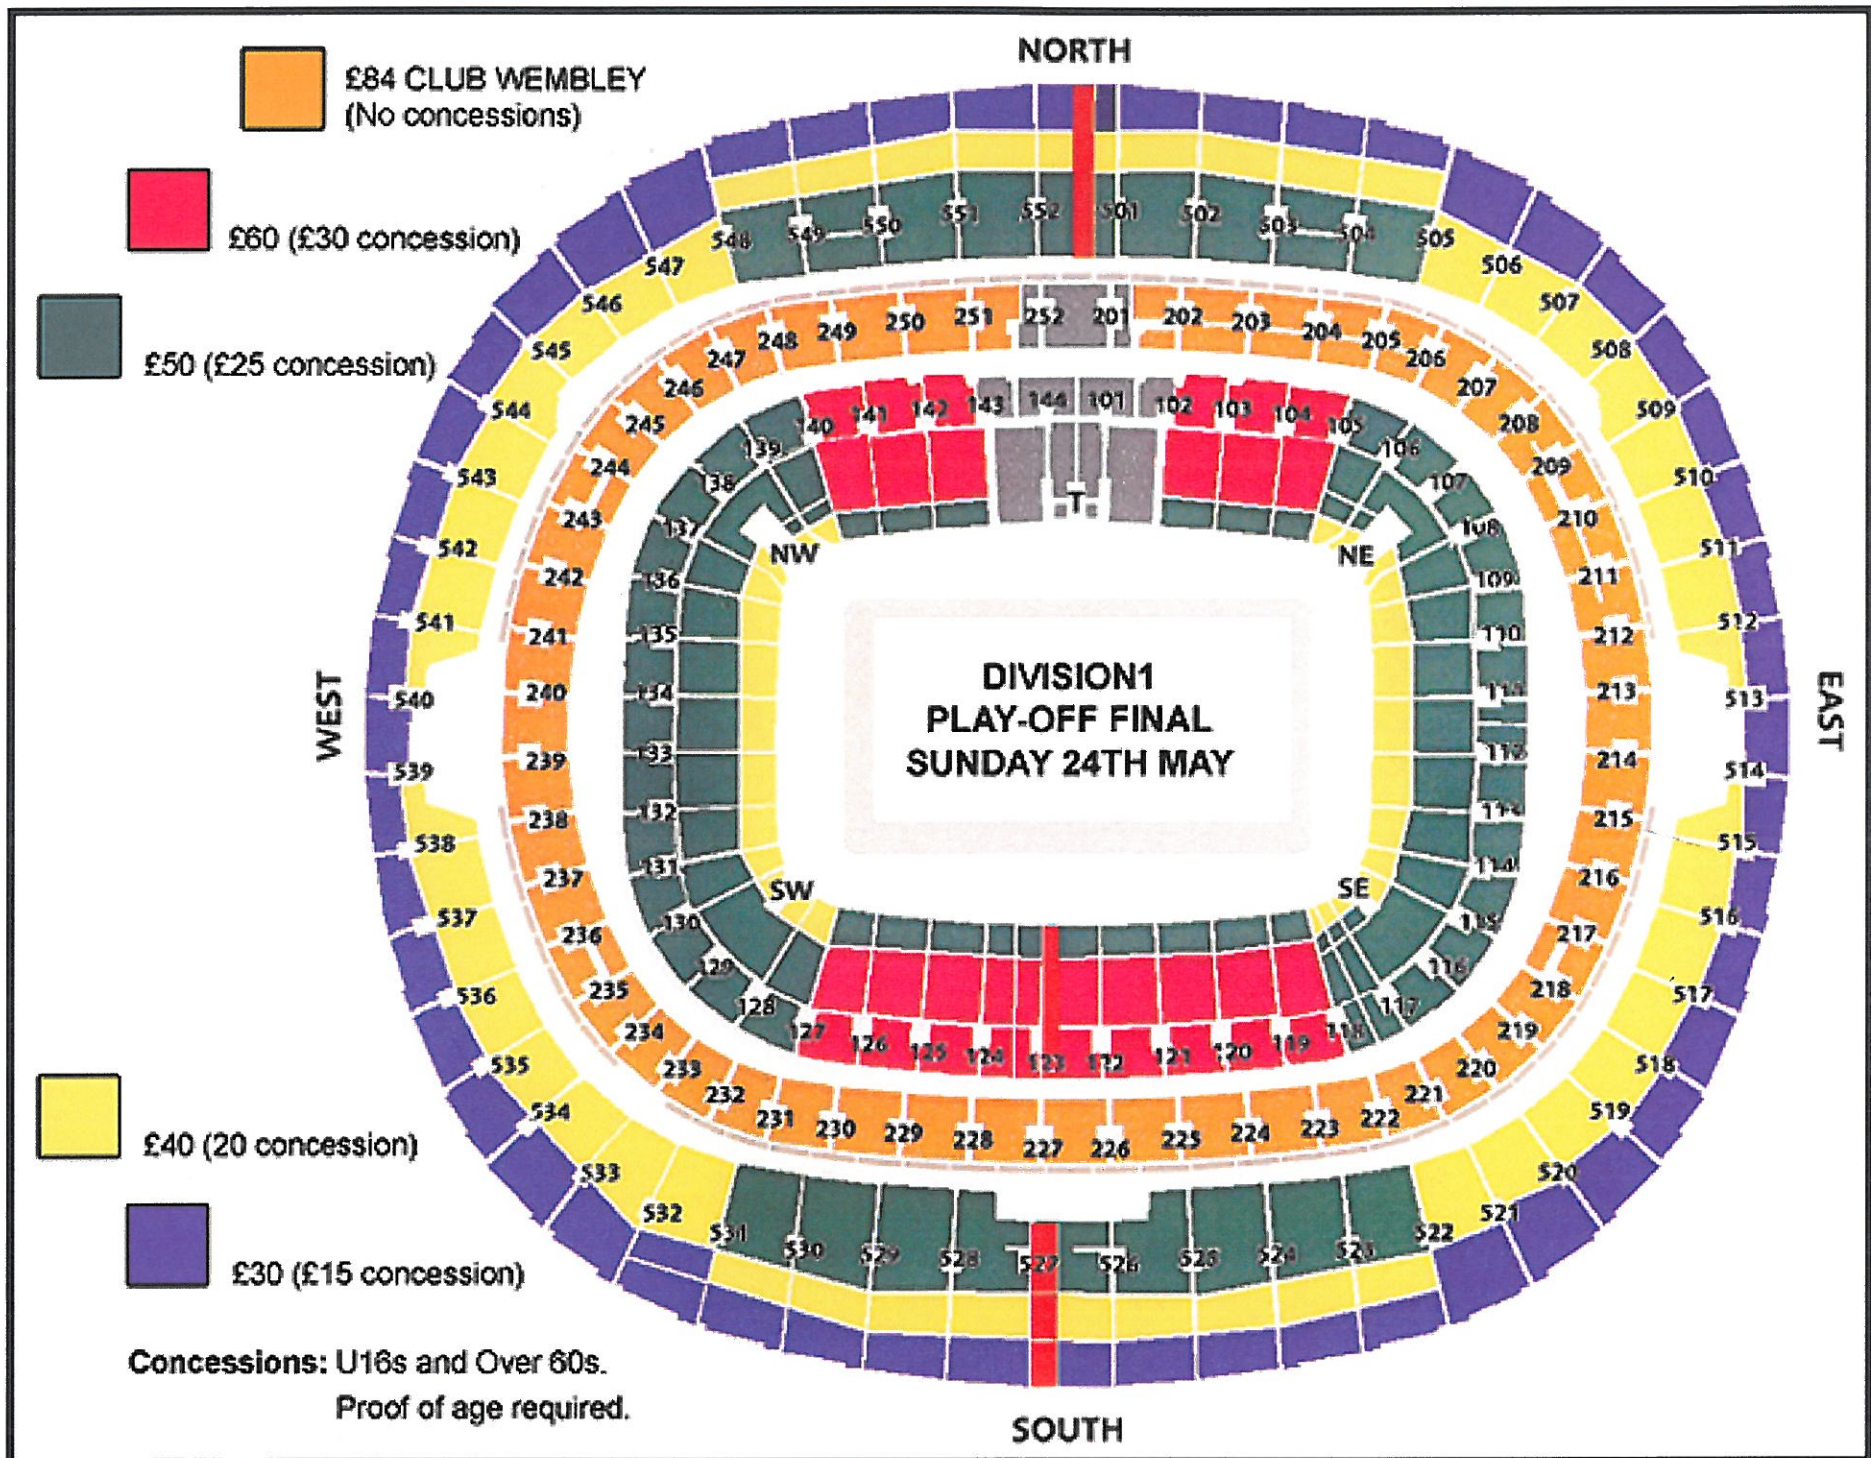 NORTH
£84 CLUB WEMBLEY
(No concessions)
£60 (£30 concession)
£50 (£25 concession)
£40 (20 concession)
£30 (£15 concession)
Concessions: U16s and Over 60s.
Proof of age required.
WEST
EAST
SOUTH
DIVISION1
PLAY-OFF FINAL
SUNDAY 24TH MAY
NW
NE
SW
SE
T
548 549 550 551 552 501 502 503 504 505
506 507 508 509 510 511 512 513 514 515 516 517 518 519 520 521
522 523 524 525 526 527 528 529 530 531
532 533 534 535 536 537 538 539 540 541 542 543 544 545 546 547
252 201 202 203 204 205 206 207 208 209 210 211 212 213 214 215 216 217 218 219 220 221 222 223 224 225 226
227 228 229 230 231 232 233 234 235 236 237 238 239 240 241 242 243 244 245 246 247 248 249 250 251
144 101 102 103 104 105 106 107 108 109 110 112 113 114 115 116 117 118 119 120 121 122
123 124 125 126 127 128 129 130 131 132 133 134 135 136 137 138 139 140 141 142 143